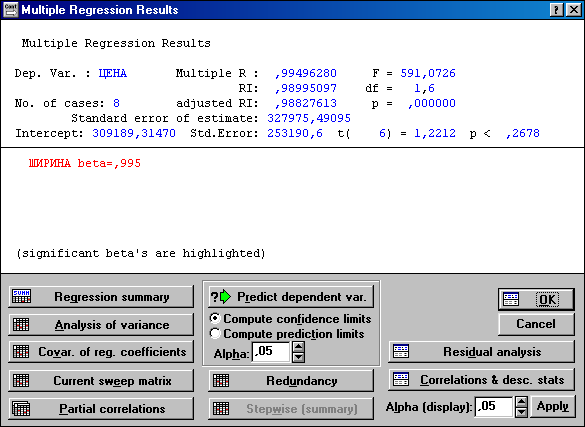 Cont Multiple Regression Results ? ×
Multiple Regression Results
Dep. Var. : ЦЕНА Multiple R : ,99496280 F = 591,0726
RI: ,98995097 df = 1,6
No. of cases: 8 adjusted RI: ,98827613 p = ,000000
Standard error of estimate: 327975,49095
Intercept: 309189,31470 Std.Error: 253190,6 t( 6) = 1,2212 p < ,2678
ШИРИНА beta=,995
(significant beta's are highlighted)
SUMM Regression summary
Analysis of variance
Covar. of reg. coefficients
Current sweep matrix
Partial correlations
? Predict dependent var.
Compute confidence limits
Compute prediction limits
Alpha: ,05
Redundancy
Stepwise (summary)
OK
Cancel
Residual analysis
Correlations & desc. stats
Alpha (display): ,05 Apply